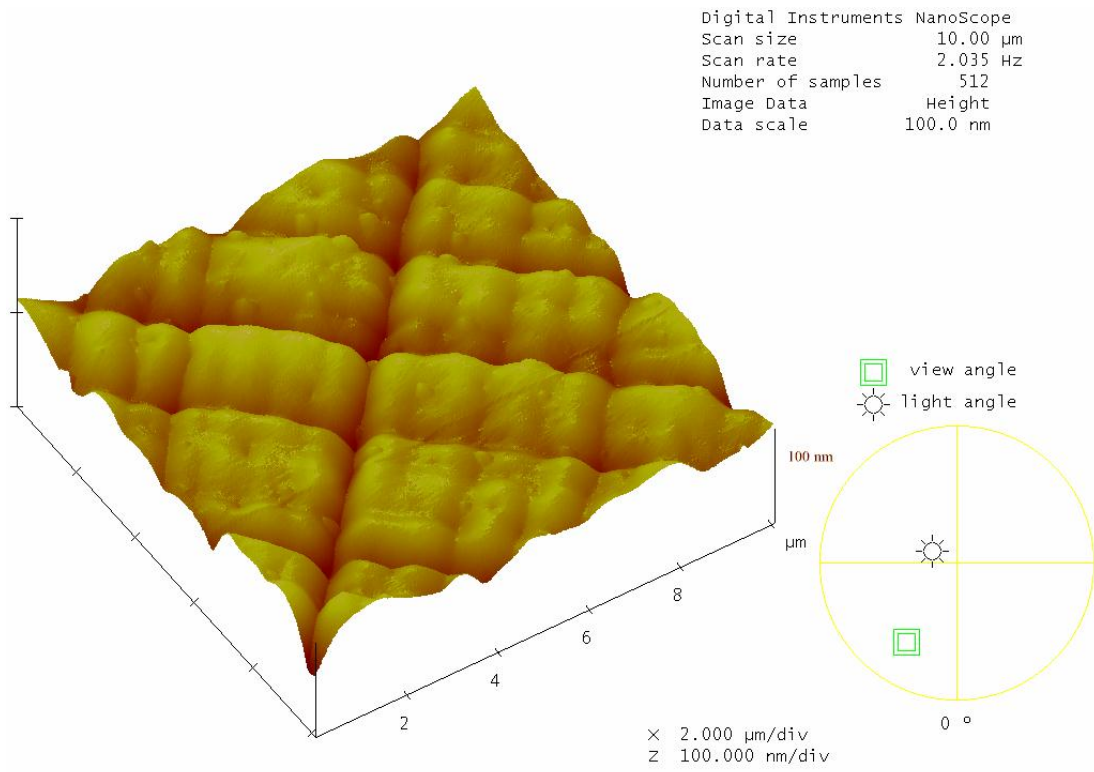 Digital Instruments NanoScope
Scan size 10.00 µm
Scan rate 2.035 Hz
Number of samples 512
Image Data Height
Data scale 100.0 nm
view angle
light angle
100 nm
µm
8
6
4
2
0 º
X 2.000 µm/div
Z 100.000 nm/div